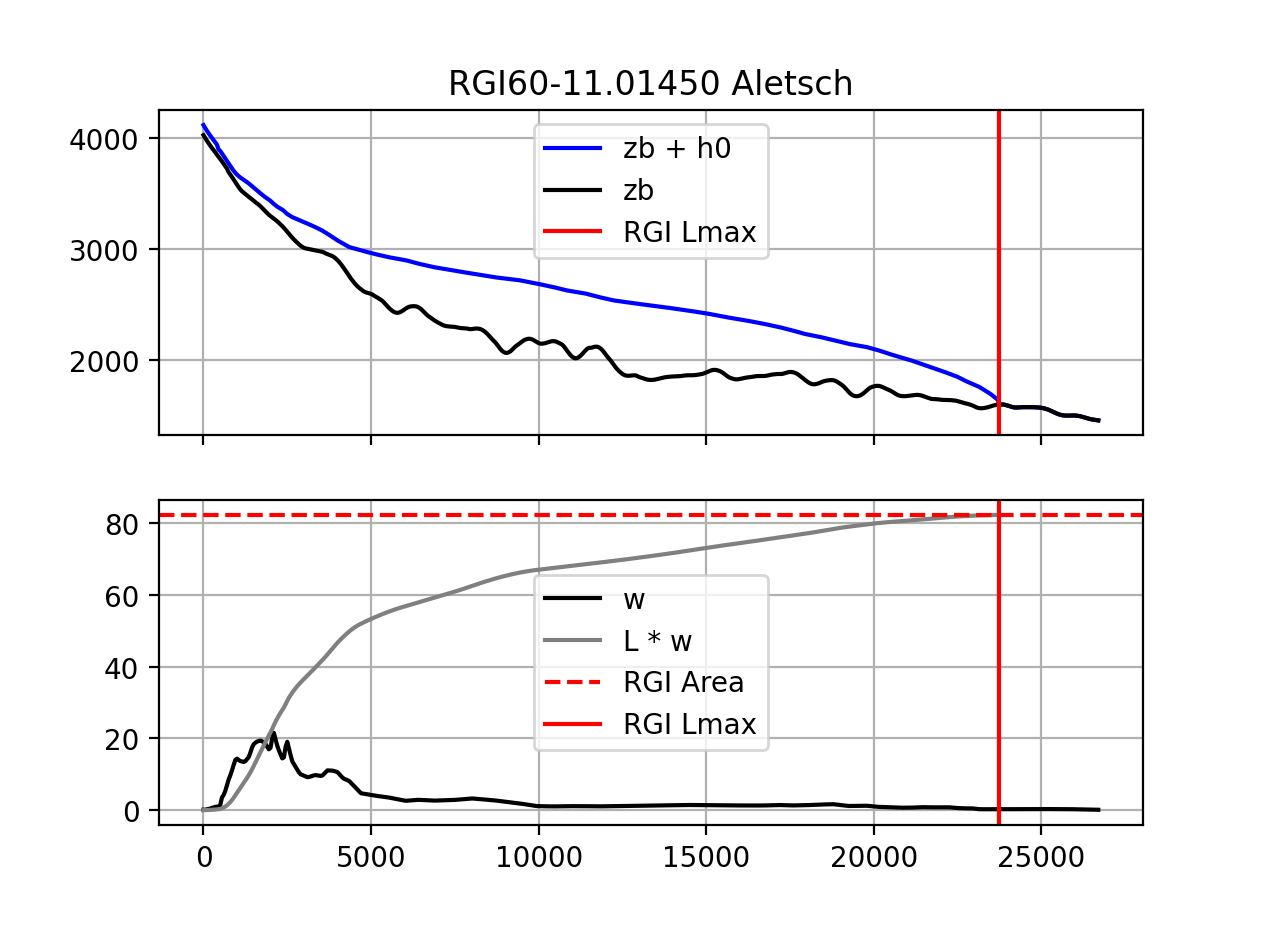 RGI60-11.01450 Aletsch
4000
3000
2000
zb + h0
zb
RGI Lmax
80
60
40
20
0
w
L * w
RGI Area
RGI Lmax
0 5000 10000 15000 20000 25000